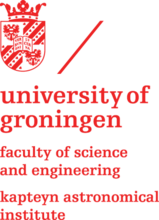 university of
groningen
faculty of science
and engineering
kapteyn astronomical
institute